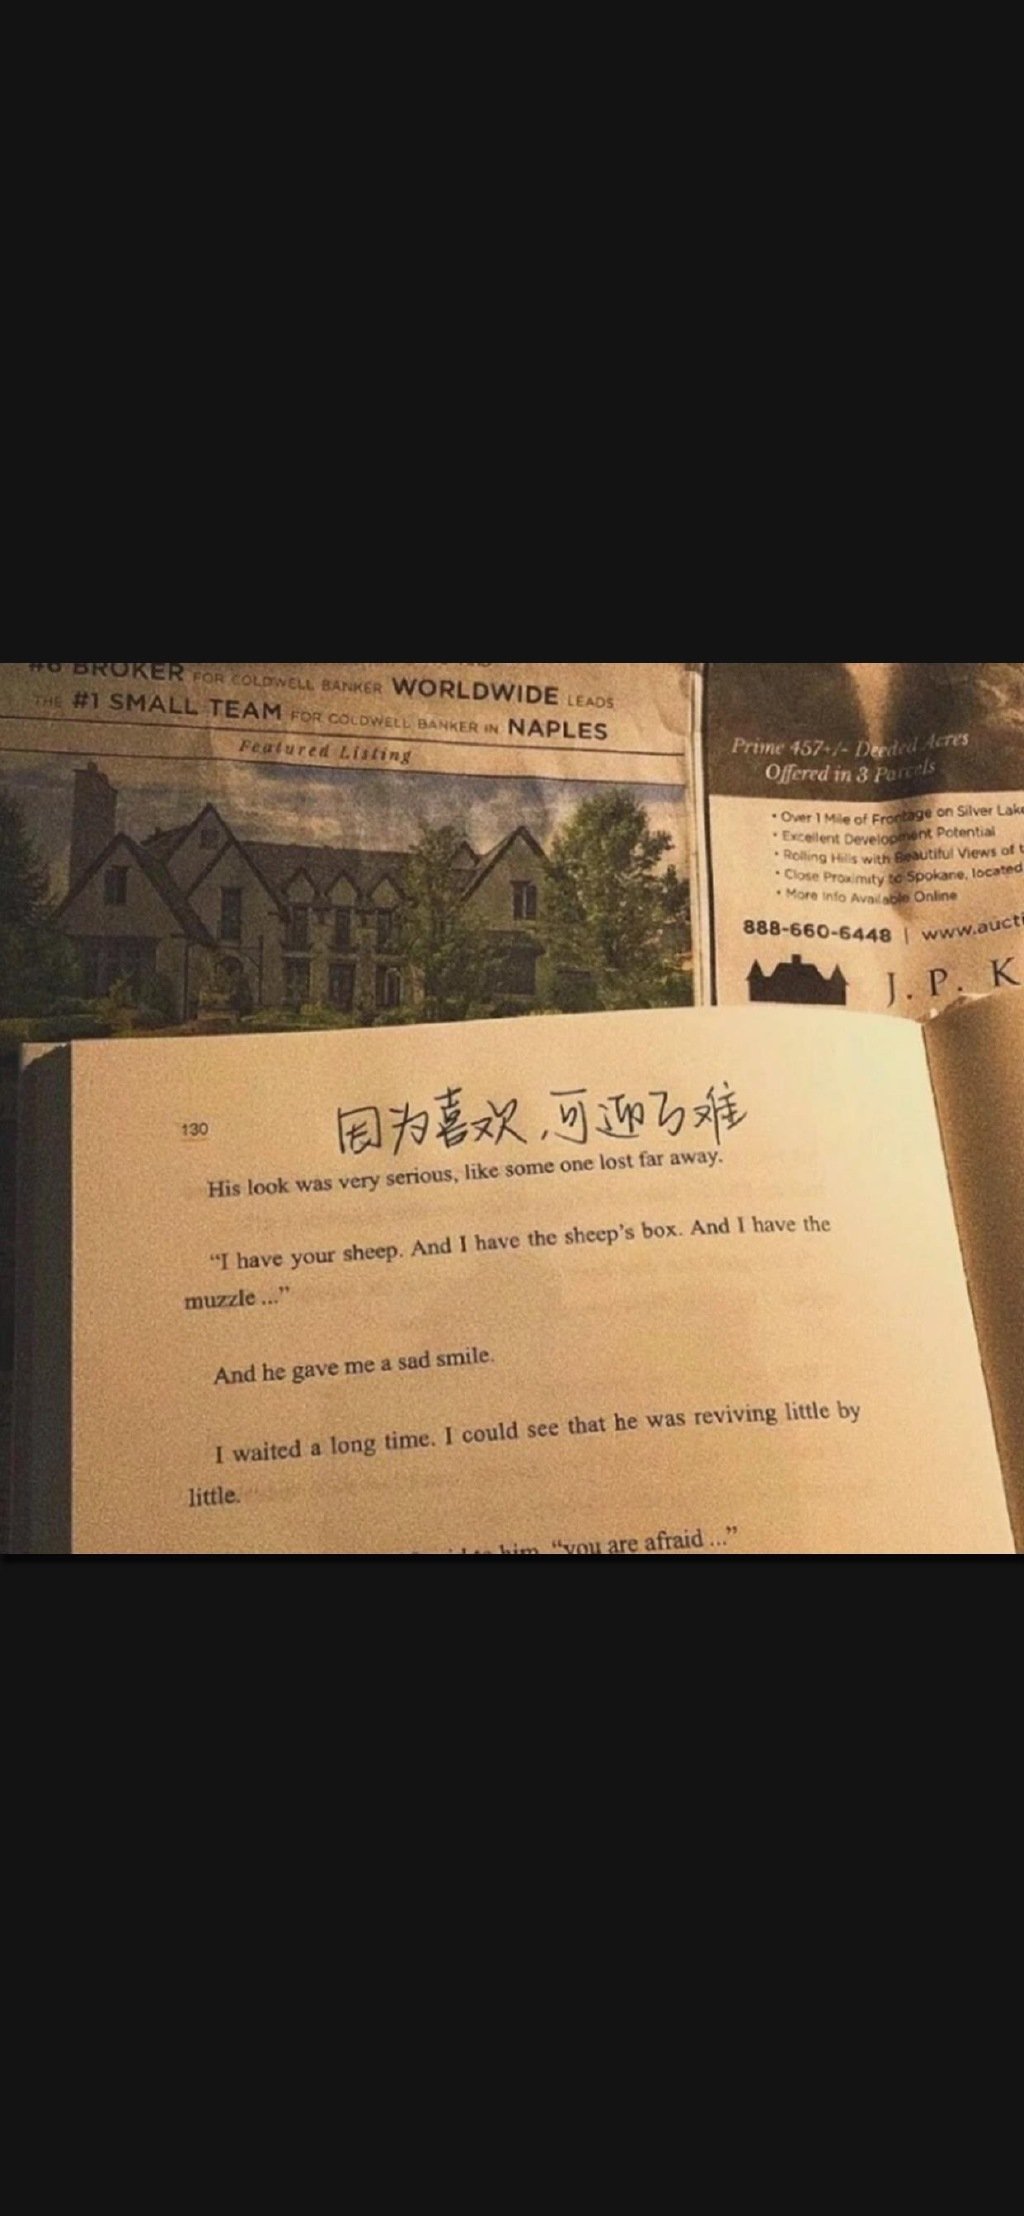 #6 BROKER FOR COLDWELL BANKER WORLDWIDE LEADS
THE #1 SMALL TEAM FOR COLDWELL BANKER IN NAPLES
Featured Listing
Prime 457+/- Deeded Acres
Offered in 3 Parcels
• Over 1 Mile of Frontage on Silver Lake
• Excellent Development Potential
• Rolling Hills with Beautiful Views of
• Close Proximity to Spokane, located
• More Info Available Online
888-660-6448 | www.aucti
J. P. K
130
因为喜欢,可迎万难
His look was very serious, like some one lost far away.
“I have your sheep. And I have the sheep’s box. And I have the
muzzle ...”
And he gave me a sad smile.
I waited a long time. I could see that he was reviving little by
little.
to him, “you are afraid ...”